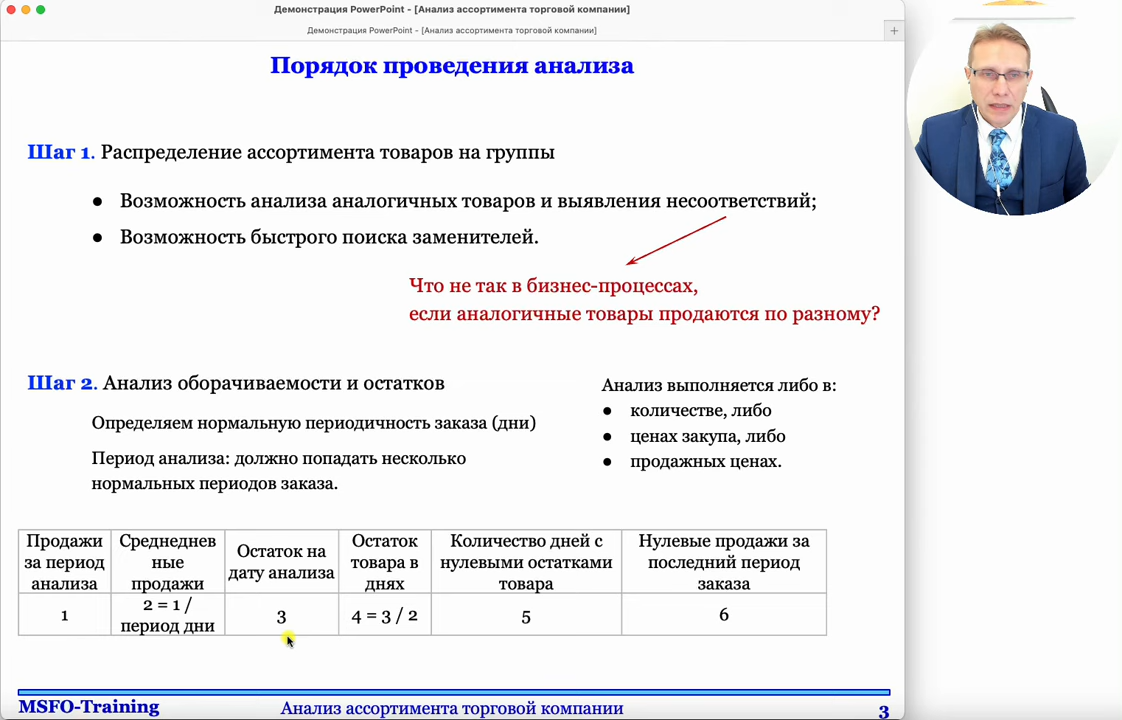 Демонстрация PowerPoint - [Анализ ассортимента торговой компании]
Демонстрация PowerPoint - [Анализ ассортимента торговой компании]
Порядок проведения анализа
Шаг 1. Распределение ассортимента товаров на группы
● Возможность анализа аналогичных товаров и выявления несоответствий;
● Возможность быстрого поиска заменителей.
Что не так в бизнес-процессах,
если аналогичные товары продаются по разному?
Шаг 2. Анализ оборачиваемости и остатков
Определяем нормальную периодичность заказа (дни)
Период анализа: должно попадать несколько
нормальных периодов заказа.
Анализ выполняется либо в:
● количестве, либо
● ценах закупа, либо
● продажных ценах.
Продажи
за период
анализа
Среднеднев
ные
продажи
Остаток на
дату анализа
Остаток
товара в
днях
Количество дней с
нулевыми остатками
товара
Нулевые продажи за
последний период
заказа
1
2 = 1 /
период дни
3
4 = 3 / 2
5
6
MSFO-Training
Анализ ассортимента торговой компании
3